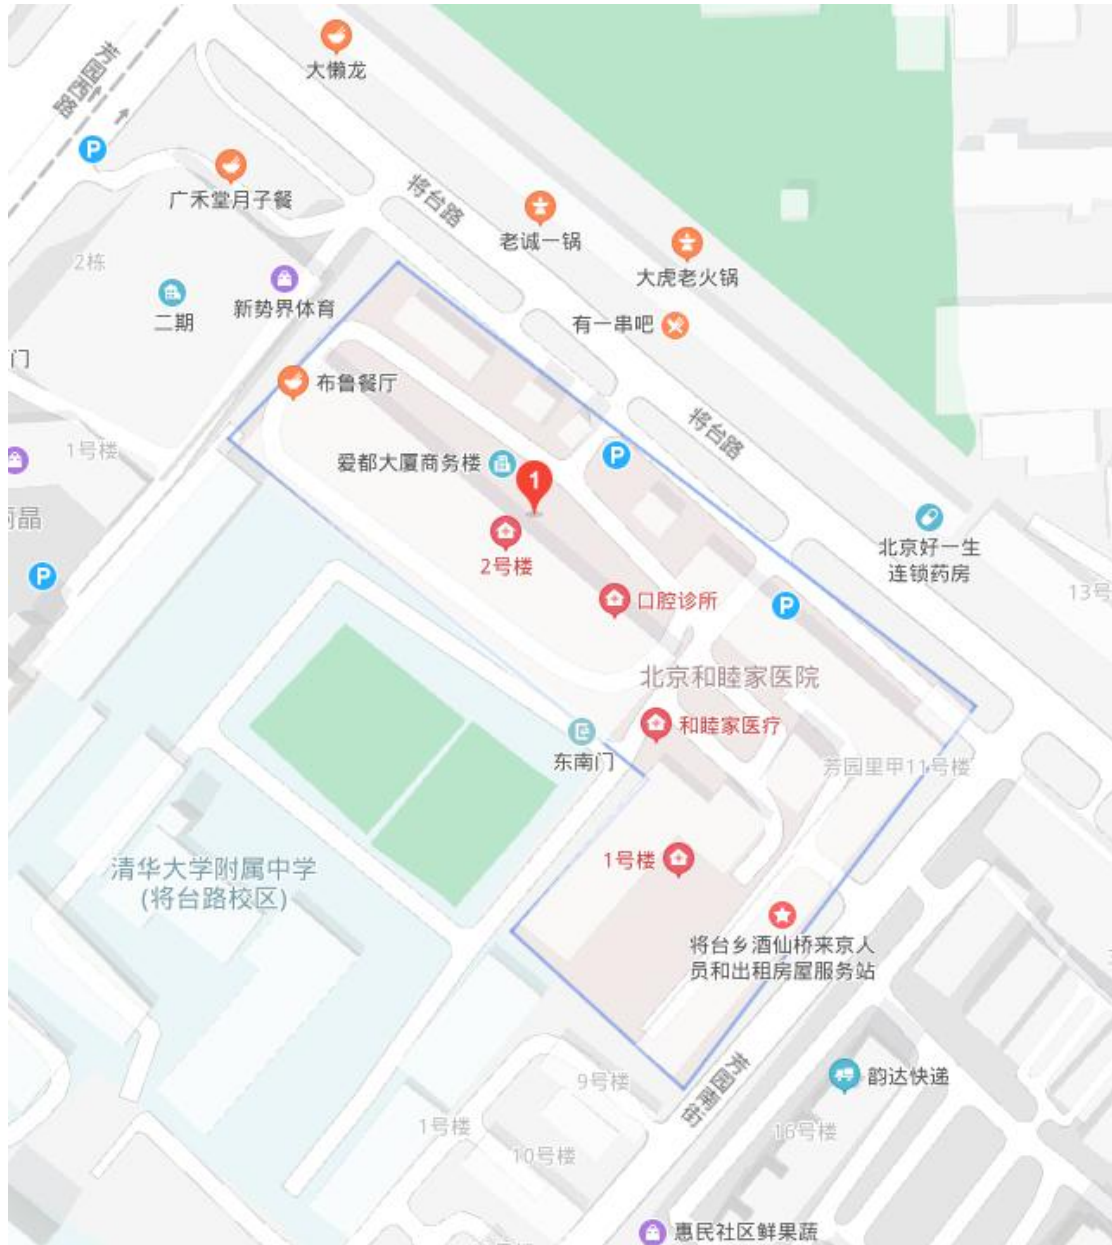 大懒龙
芳园西路
P
广禾堂月子餐
将台路
老诚一锅
大虎老火锅
2栋
二期
新势界体育
有一串吧
门
布鲁餐厅
将台路
1号楼
爱都大厦商务楼
P
1
2号楼
北京好一生
连锁药房
P
口腔诊所
P
13号
北京和睦家医院
和睦家医疗
东南门
芳园里甲11号楼
清华大学附属中学
(将台路校区)
1号楼
将台乡酒仙桥来京人
员和出租房屋服务站
芳园南街
韵达快递
9号楼
1号楼
16号楼
10号楼
惠民社区鲜果蔬